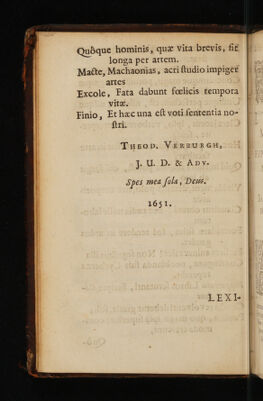 Quôque hominis, quæ vita brevis, fit
longa per artem.
Macte, Machaonias, acri ſtudio impiger
artes
Excole, Fata dabunt fœlicis tempora
vitæ.
Finio, Et hæc una eſt voti ſententia no-
ſtri.
THEOD. VERBURGH,
J. U. D. & ADV.
Spes mea ſola, Deus.
1651.
LEXI-